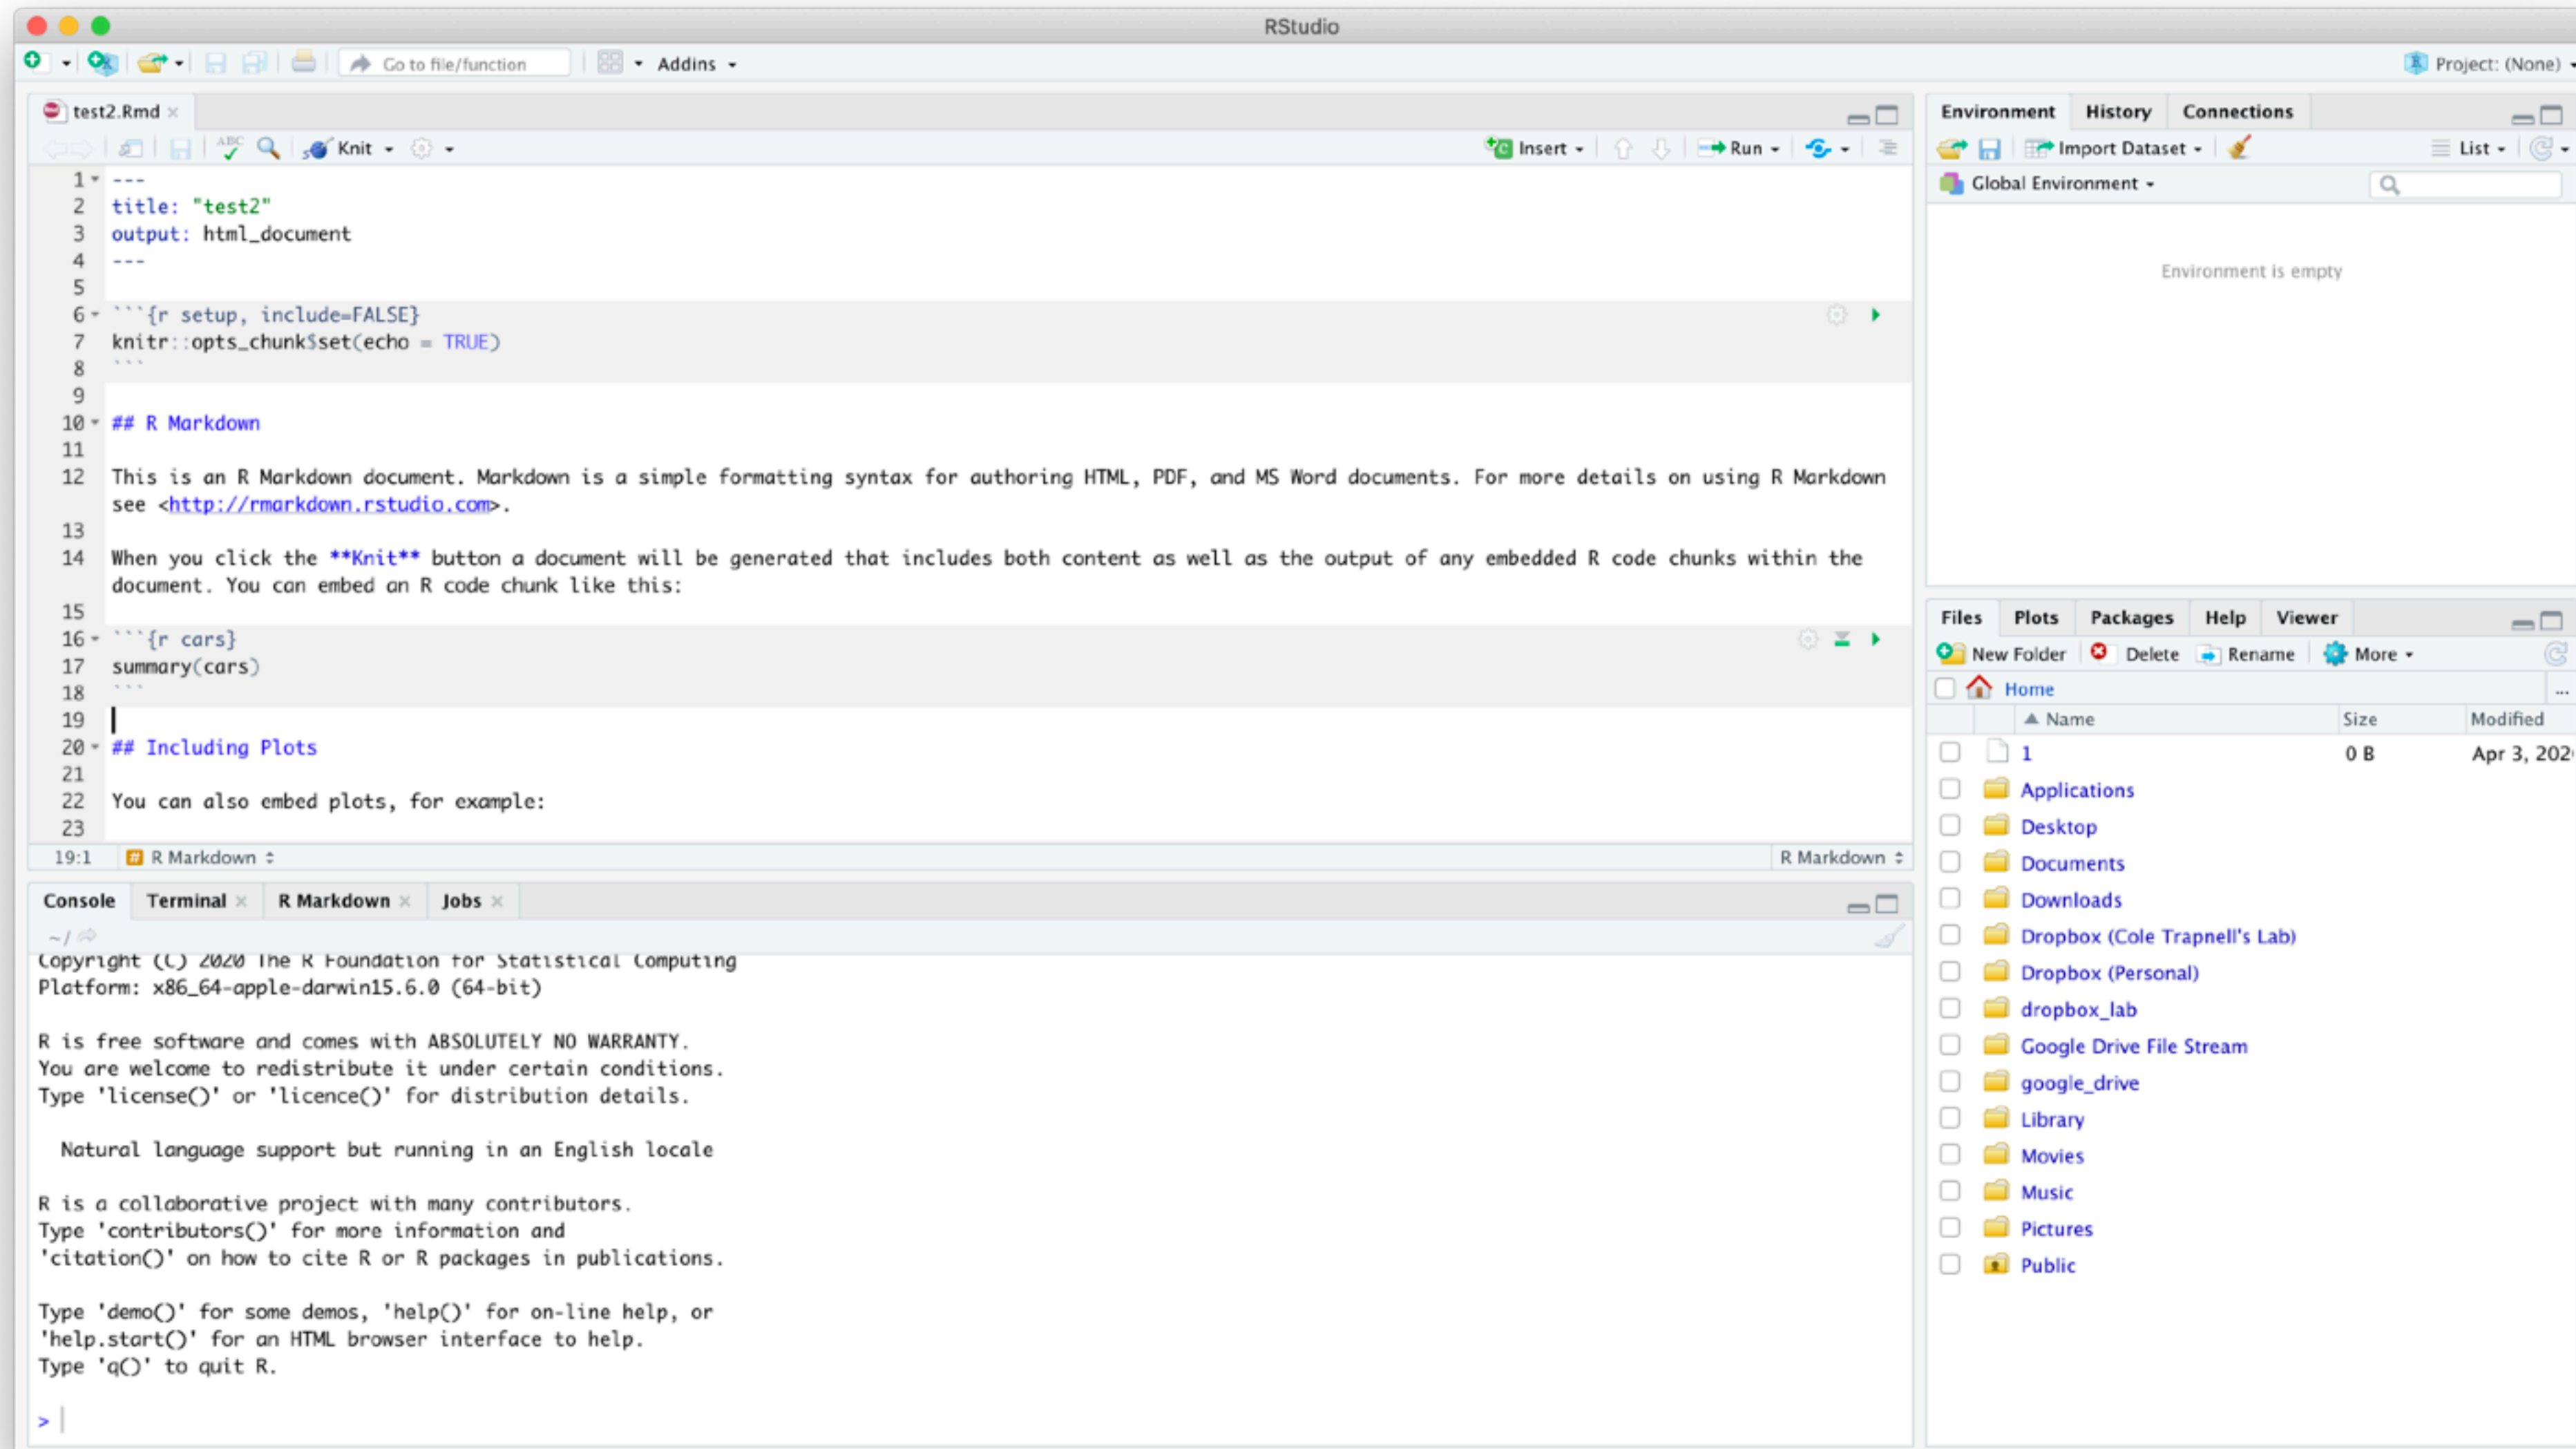 RStudio
Go to file/function
Addins
Project: (None)
test2.Rmd
ABC
Knit
Insert
Run
1 ---
2 title: "test2"
3 output: html_document
4 ---
5
6 ```{r setup, include=FALSE}
7 knitr::opts_chunk$set(echo = TRUE)
8 ```
9
10 ## R Markdown
11
12 This is an R Markdown document. Markdown is a simple formatting syntax for authoring HTML, PDF, and MS Word documents. For more details on using R Markdown
see <http://rmarkdown.rstudio.com>.
13
14 When you click the **Knit** button a document will be generated that includes both content as well as the output of any embedded R code chunks within the
document. You can embed an R code chunk like this:
15
16 ```{r cars}
17 summary(cars)
18 ```
19
20 ## Including Plots
21
22 You can also embed plots, for example:
23
19:1 # R Markdown R Markdown
Console Terminal R Markdown Jobs
~/
Copyright (C) 2020 The R Foundation for Statistical Computing
Platform: x86_64-apple-darwin15.6.0 (64-bit)
R is free software and comes with ABSOLUTELY NO WARRANTY.
You are welcome to redistribute it under certain conditions.
Type 'license()' or 'licence()' for distribution details.
Natural language support but running in an English locale
R is a collaborative project with many contributors.
Type 'contributors()' for more information and
'citation()' on how to cite R or R packages in publications.
Type 'demo()' for some demos, 'help()' for on-line help, or
'help.start()' for an HTML browser interface to help.
Type 'q()' to quit R.
>
Environment History Connections
Import Dataset List
Global Environment
Environment is empty
Files Plots Packages Help Viewer
New Folder Delete Rename More
Home ...
Name Size Modified
1 0 B Apr 3, 202
Applications
Desktop
Documents
Downloads
Dropbox (Cole Trapnell's Lab)
Dropbox (Personal)
dropbox_lab
Google Drive File Stream
google_drive
Library
Movies
Music
Pictures
Public